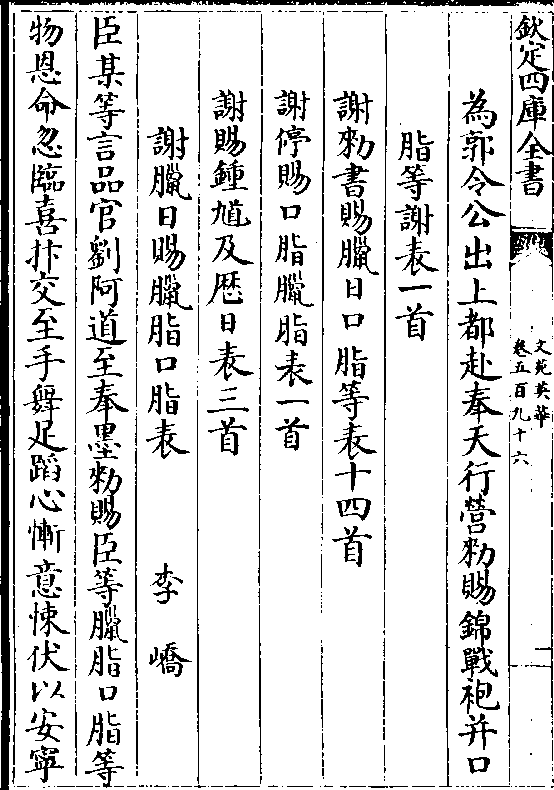 欽定四庫全書
文苑英華
卷五百九十六
二
為郭令公出上都赴奉天行營勑賜錦戰袍并口
脂等謝表一首
謝勑書賜臘日口脂等表十四首
謝停賜口脂臘脂表一首
謝賜鍾馗及厯日表三首
謝臘日賜臘脂口脂表 李嶠
臣某等言品官劉阿道至奉墨勑賜臣等臘脂口脂等
物恩命忽臨喜抃交至手舞足蹈心慚意悚伏以安寧